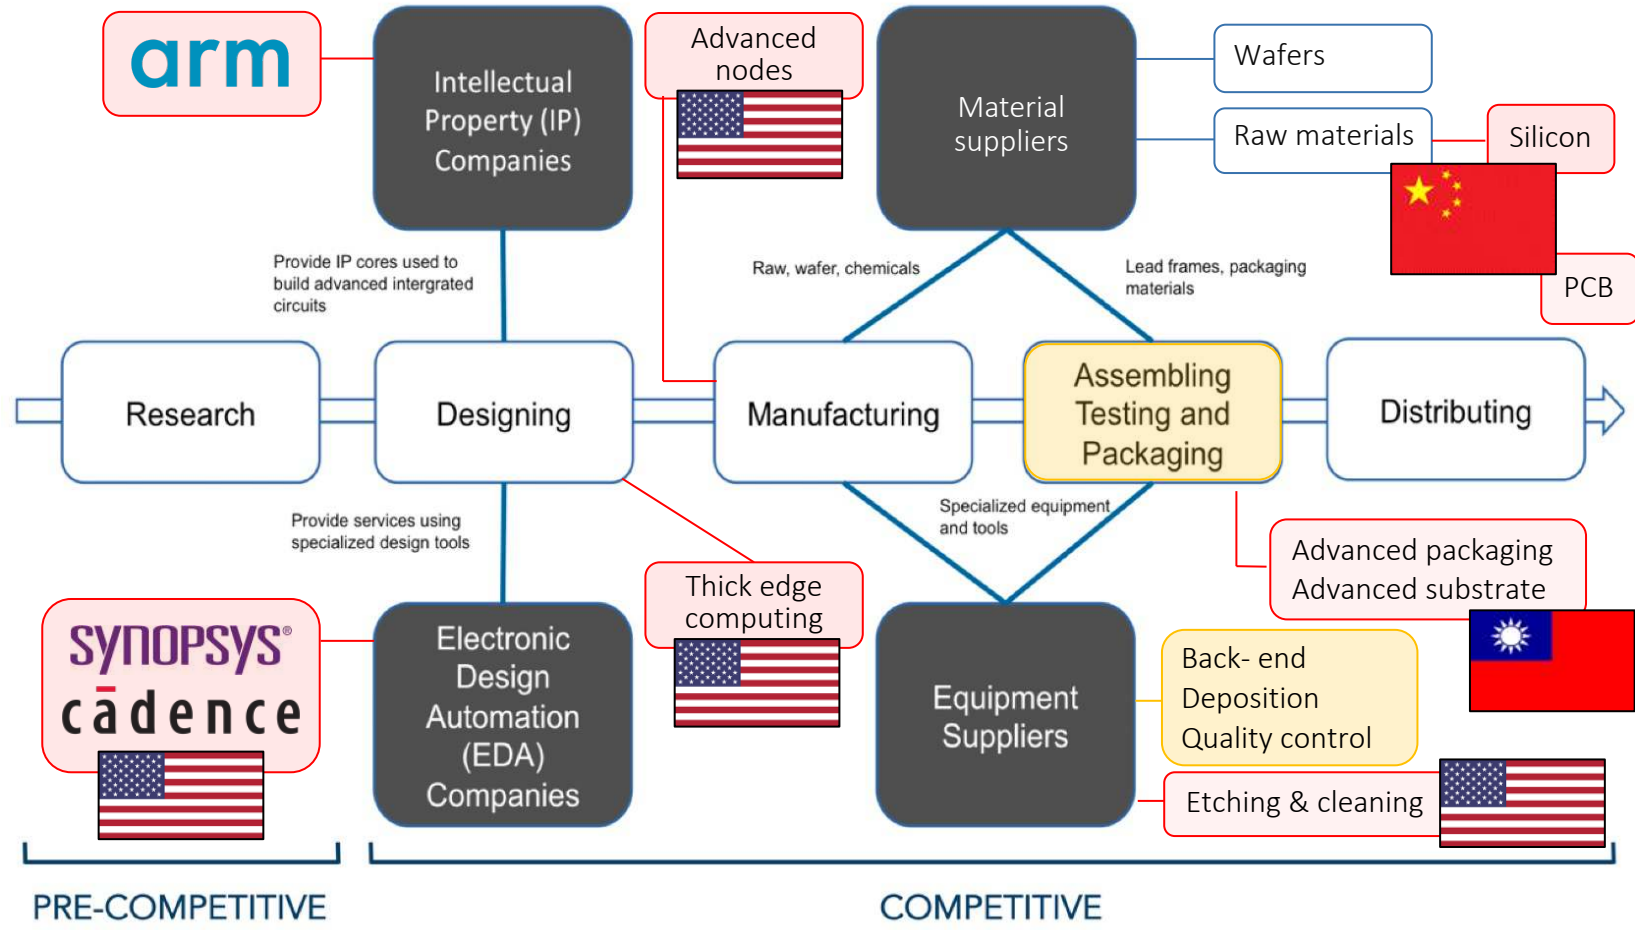 arm
Intellectual
Property (IP)
Companies
Advanced
nodes
Material
suppliers
Wafers
Raw materials
Silicon
PCB
Provide IP cores used to
build advanced intergrated
circuits
Raw, wafer, chemicals
Lead frames, packaging
materials
Research
Designing
Manufacturing
Assembling
Testing and
Packaging
Distributing
Provide services using
specialized design tools
Specialized equipment
and tools
Thick edge
computing
Advanced packaging
Advanced substrate
SYNOPSYS®
cādence
Electronic
Design
Automation
(EDA)
Companies
Equipment
Suppliers
Back- end
Deposition
Quality control
Etching & cleaning
PRE-COMPETITIVE
COMPETITIVE